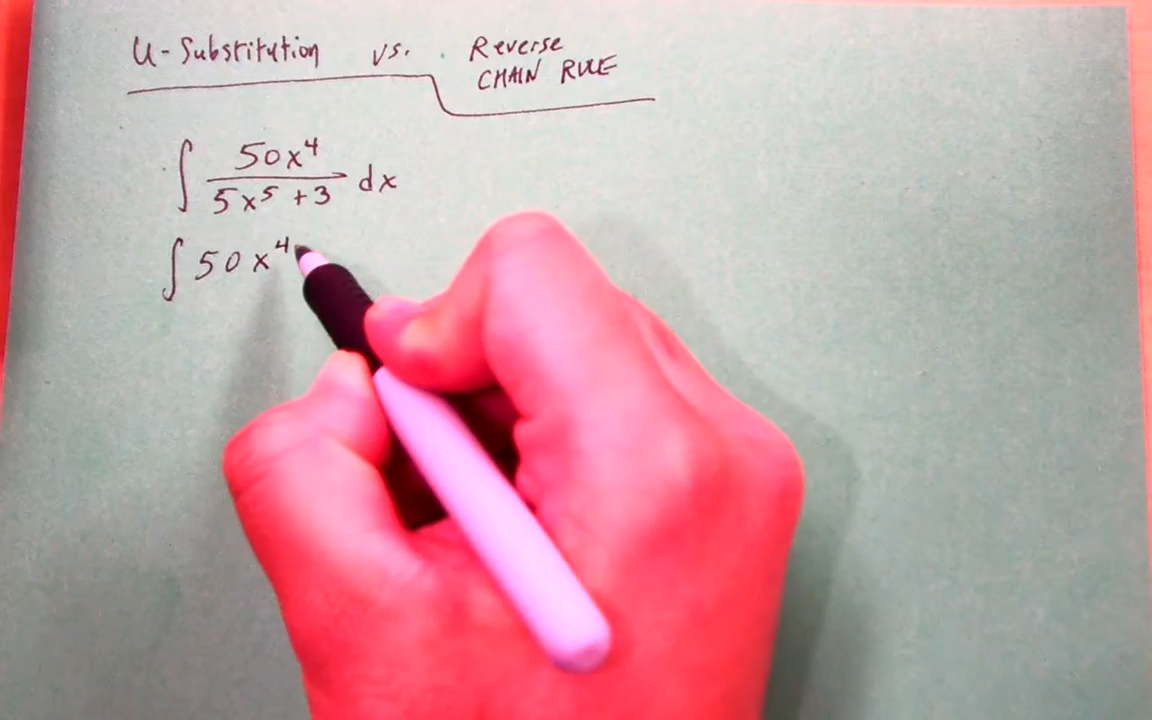 U-Substitution vs. Reverse
CHAIN RULE
∫ 50x⁴ / 5x⁵ + 3 dx
∫ 50x⁴